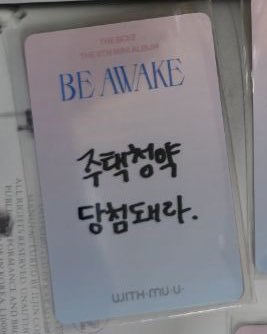 THE BOYZ
THE 8TH MINI ALBUM
BE AWAKE
주택청약
당첨돼라.
WITH·MU·U·